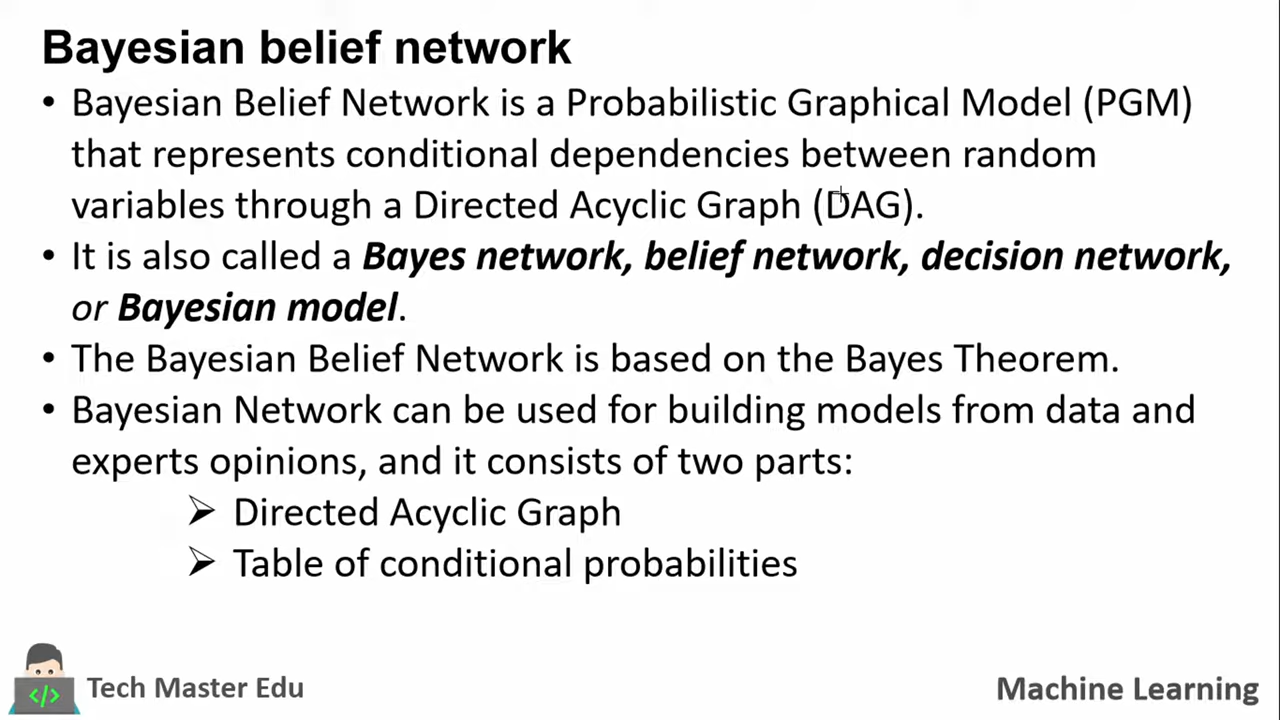 Bayesian belief network
• Bayesian Belief Network is a Probabilistic Graphical Model (PGM)
that represents conditional dependencies between random
variables through a Directed Acyclic Graph (DAG).
• It is also called a Bayes network, belief network, decision network,
or Bayesian model.
• The Bayesian Belief Network is based on the Bayes Theorem.
• Bayesian Network can be used for building models from data and
experts opinions, and it consists of two parts:
➢ Directed Acyclic Graph
➢ Table of conditional probabilities
</>
Tech Master Edu
Machine Learning